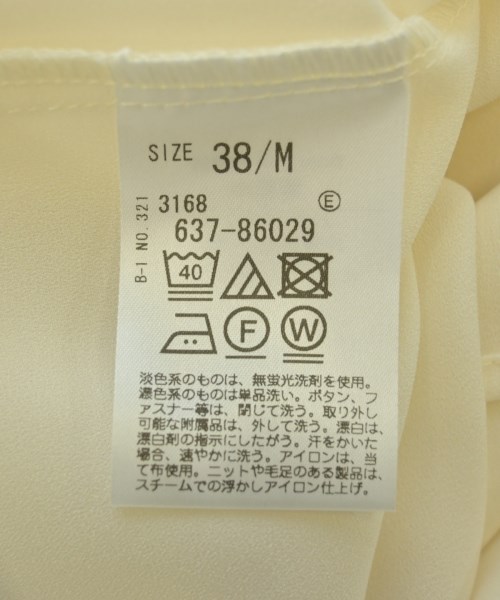 SIZE 38/M
B-I NO.321
3168 Ⓔ
637-86029
40
F W
淡色系のものは、無蛍光洗剤を使用。
濃色系のものは単品洗い。ボタン、フ
ァスナー等は、閉じて洗う。取り外し
可能な附属品は、外して洗う。漂白は、
漂白剤の指示にしたがう。汗をかいた
場合、速やかに洗う。アイロンは、当
て布使用。ニットや毛足のある製品は、
スチームでの浮かしアイロン仕上げ。